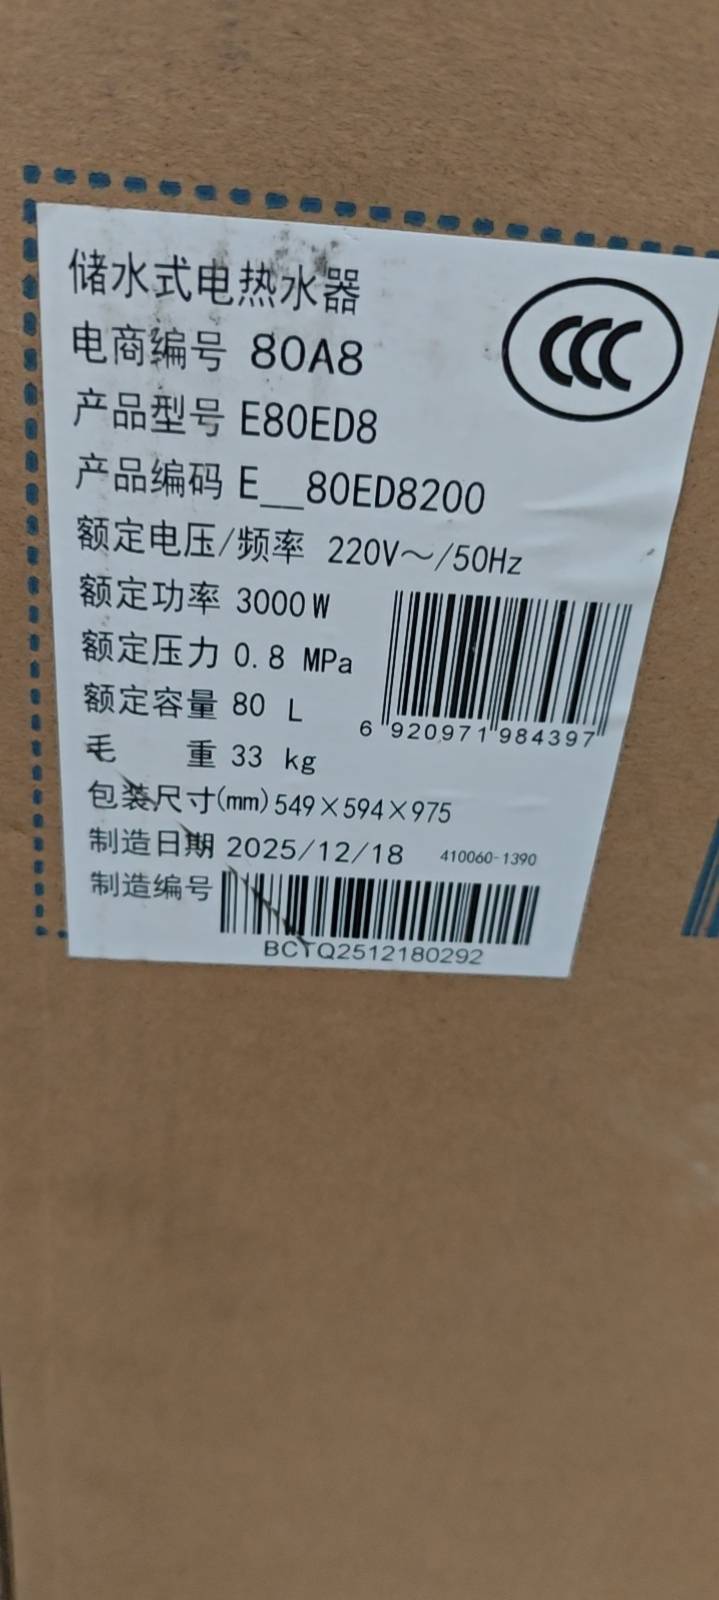 储水式电热水器
CCC
电商编号 80A8
产品型号 E80ED8
产品编码 E__80ED8200
额定电压/频率 220V～/50Hz
额定功率 3000W
额定压力 0.8 MPa
额定容量 80 L
6 920971 984397
毛 重 33 kg
包装尺寸(mm) 549×594×975
制造日期 2025/12/18 410060-1390
制造编号
BCTQ2512180292